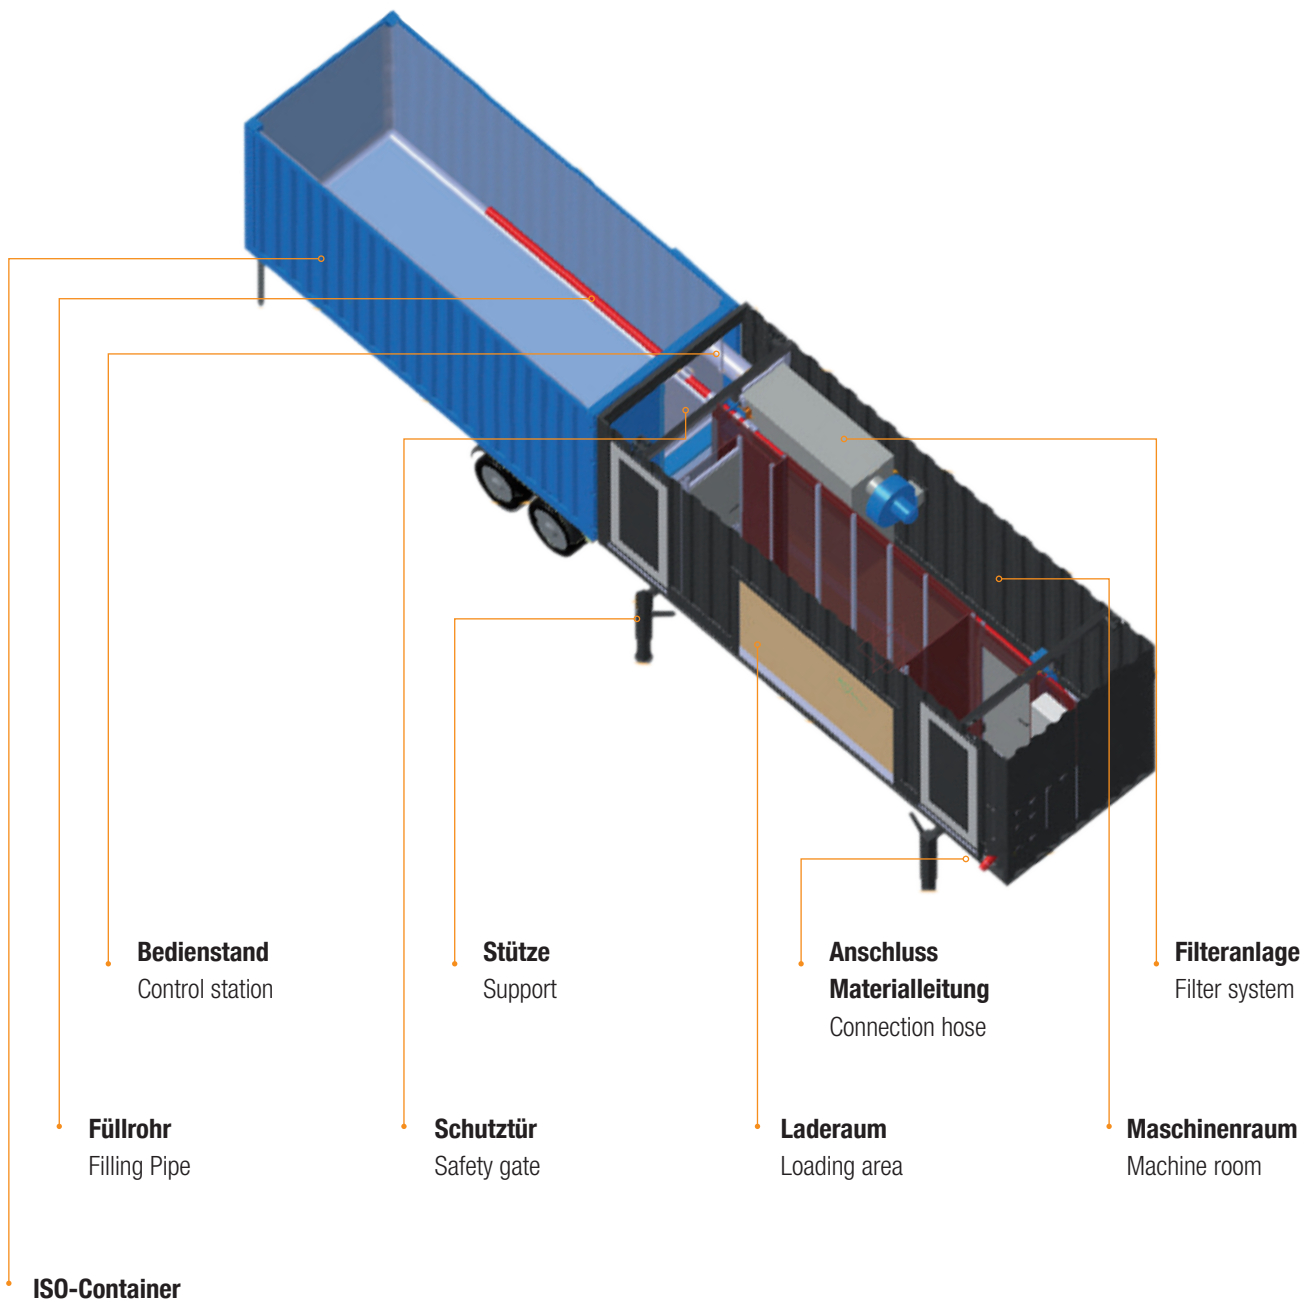 Bedienstand
Control station
Stütze
Support
Anschluss
Materialleitung
Connection hose
Filteranlage
Filter system
Füllrohr
Filling Pipe
Schutztür
Safety gate
Laderaum
Loading area
Maschinenraum
Machine room
ISO-Container